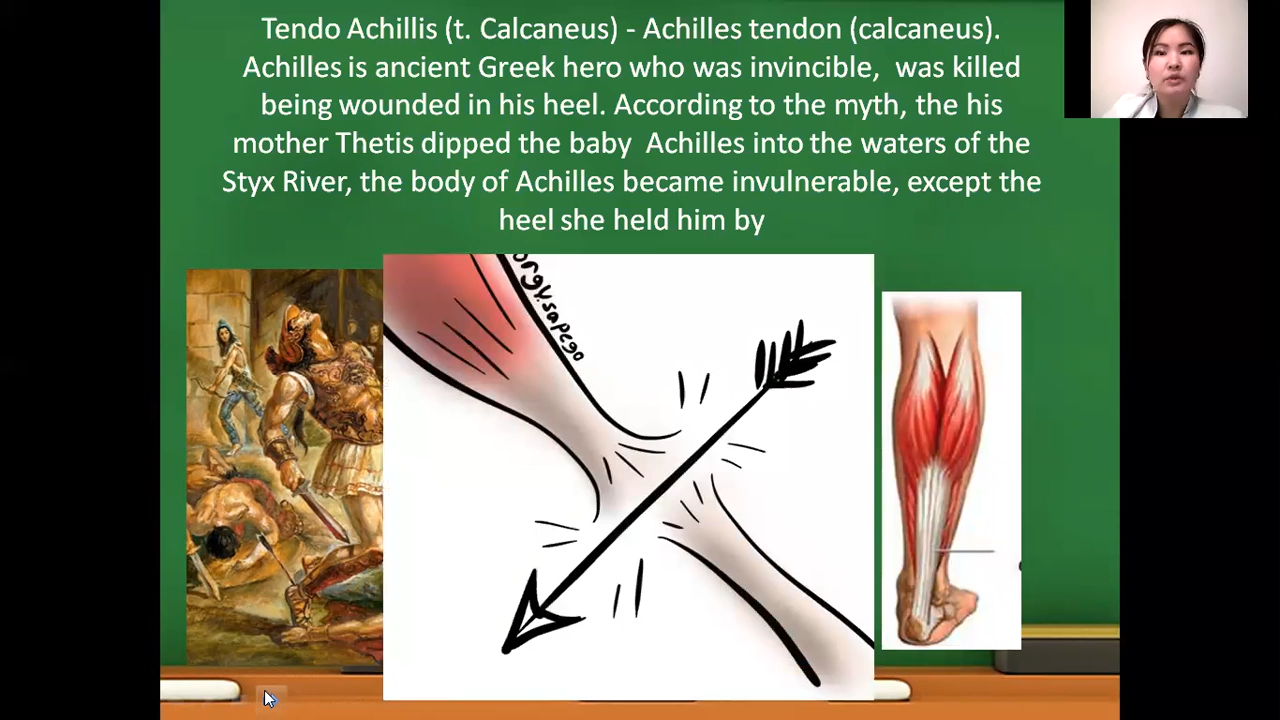 Tendo Achillis (t. Calcaneus) - Achilles tendon (calcaneus).
Achilles is ancient Greek hero who was invincible,  was killed
being wounded in his heel. According to the myth, the his
mother Thetis dipped the baby  Achilles into the waters of the
Styx River, the body of Achilles became invulnerable, except the
heel she held him by
orgy.sapego